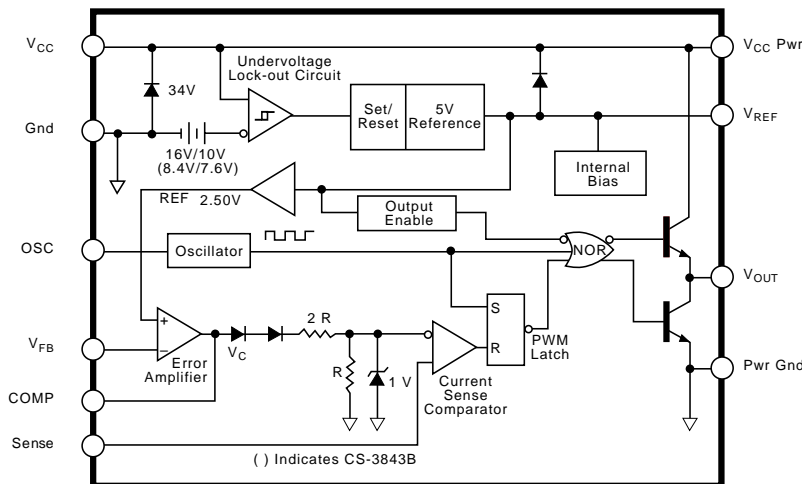 VCC
Undervoltage
Lock-out Circuit
VCC Pwr
34V
Set/
Reset
5V
Reference
Gnd
VREF
16V/10V
(8.4V/7.6V)
Internal
Bias
REF 2.50V
Output
Enable
OSC
Oscillator
NOR
VOUT
S
2 R
+
–
R
PWM
Latch
VFB
VC
Error
Amplifier
R
1 V
Current
Sense
Comparator
Pwr Gnd
COMP
Sense
( ) Indicates CS-3843B